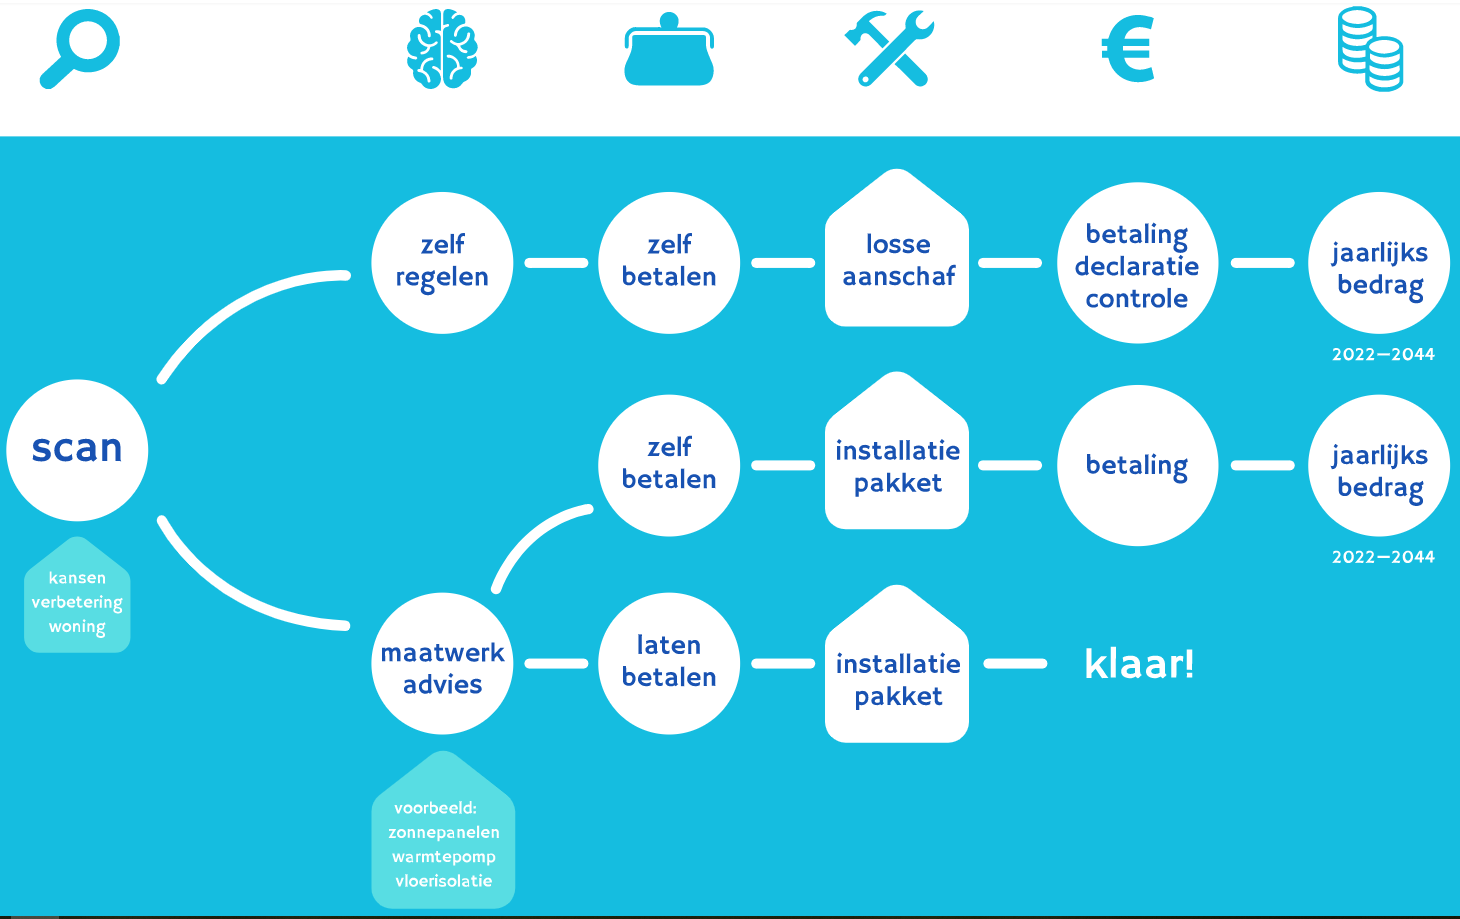 zelf
regelen
zelf
betalen
losse
aanschaf
betaling
declaratie
controle
jaarlijks
bedrag
2022—2044
scan
kansen
verbetering
woning
zelf
betalen
installatie
pakket
betaling
jaarlijks
bedrag
2022—2044
maatwerk
advies
laten
betalen
installatie
pakket
klaar!
voorbeeld:
zonnepanelen
warmtepomp
vloerisolatie